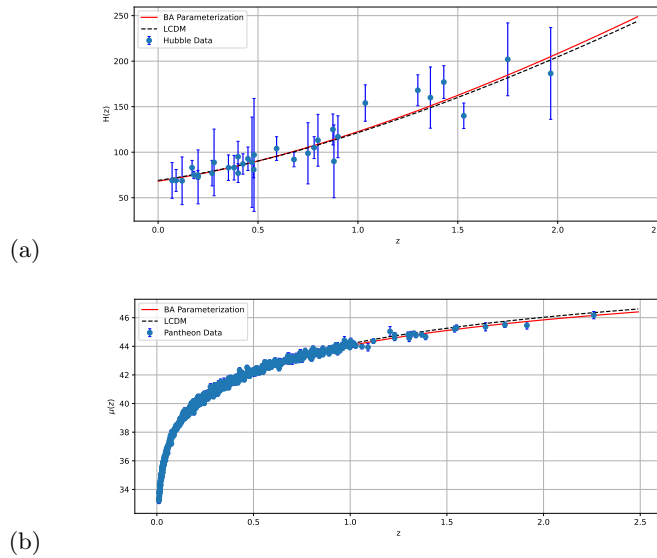 BA Parameterization
LCDM
Hubble Data
250
200
150
100
50
H(z)
0.0 0.5 1.0 1.5 2.0 2.5
z
(a)
BA Parameterization
LCDM
Pantheon Data
46
44
42
40
38
36
34
μ(z)
0.0 0.5 1.0 1.5 2.0 2.5
z
(b)